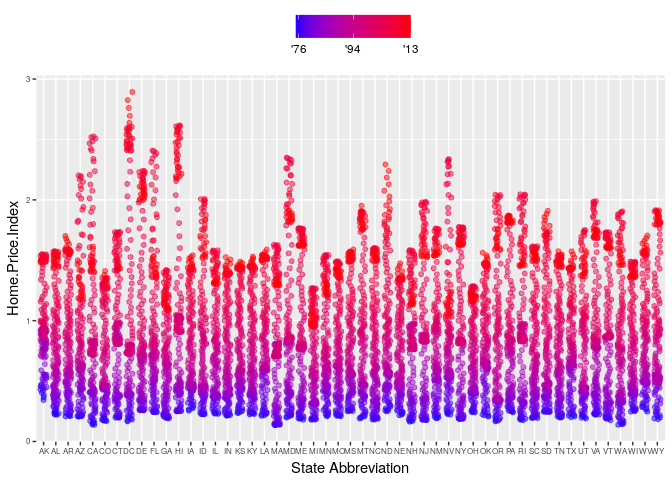 '76 '94 '13
3
2
1
0
Home.Price.Index
AK AL AR AZ CA CO CT DC DE FL GA HI IA ID IL IN KS KY LA MA MD ME MI MN MO MS MT NC ND NE NH NJ NM NV NY OH OK OR PA RI SC SD TN TX UT VA VT WA WI WV WY
State Abbreviation